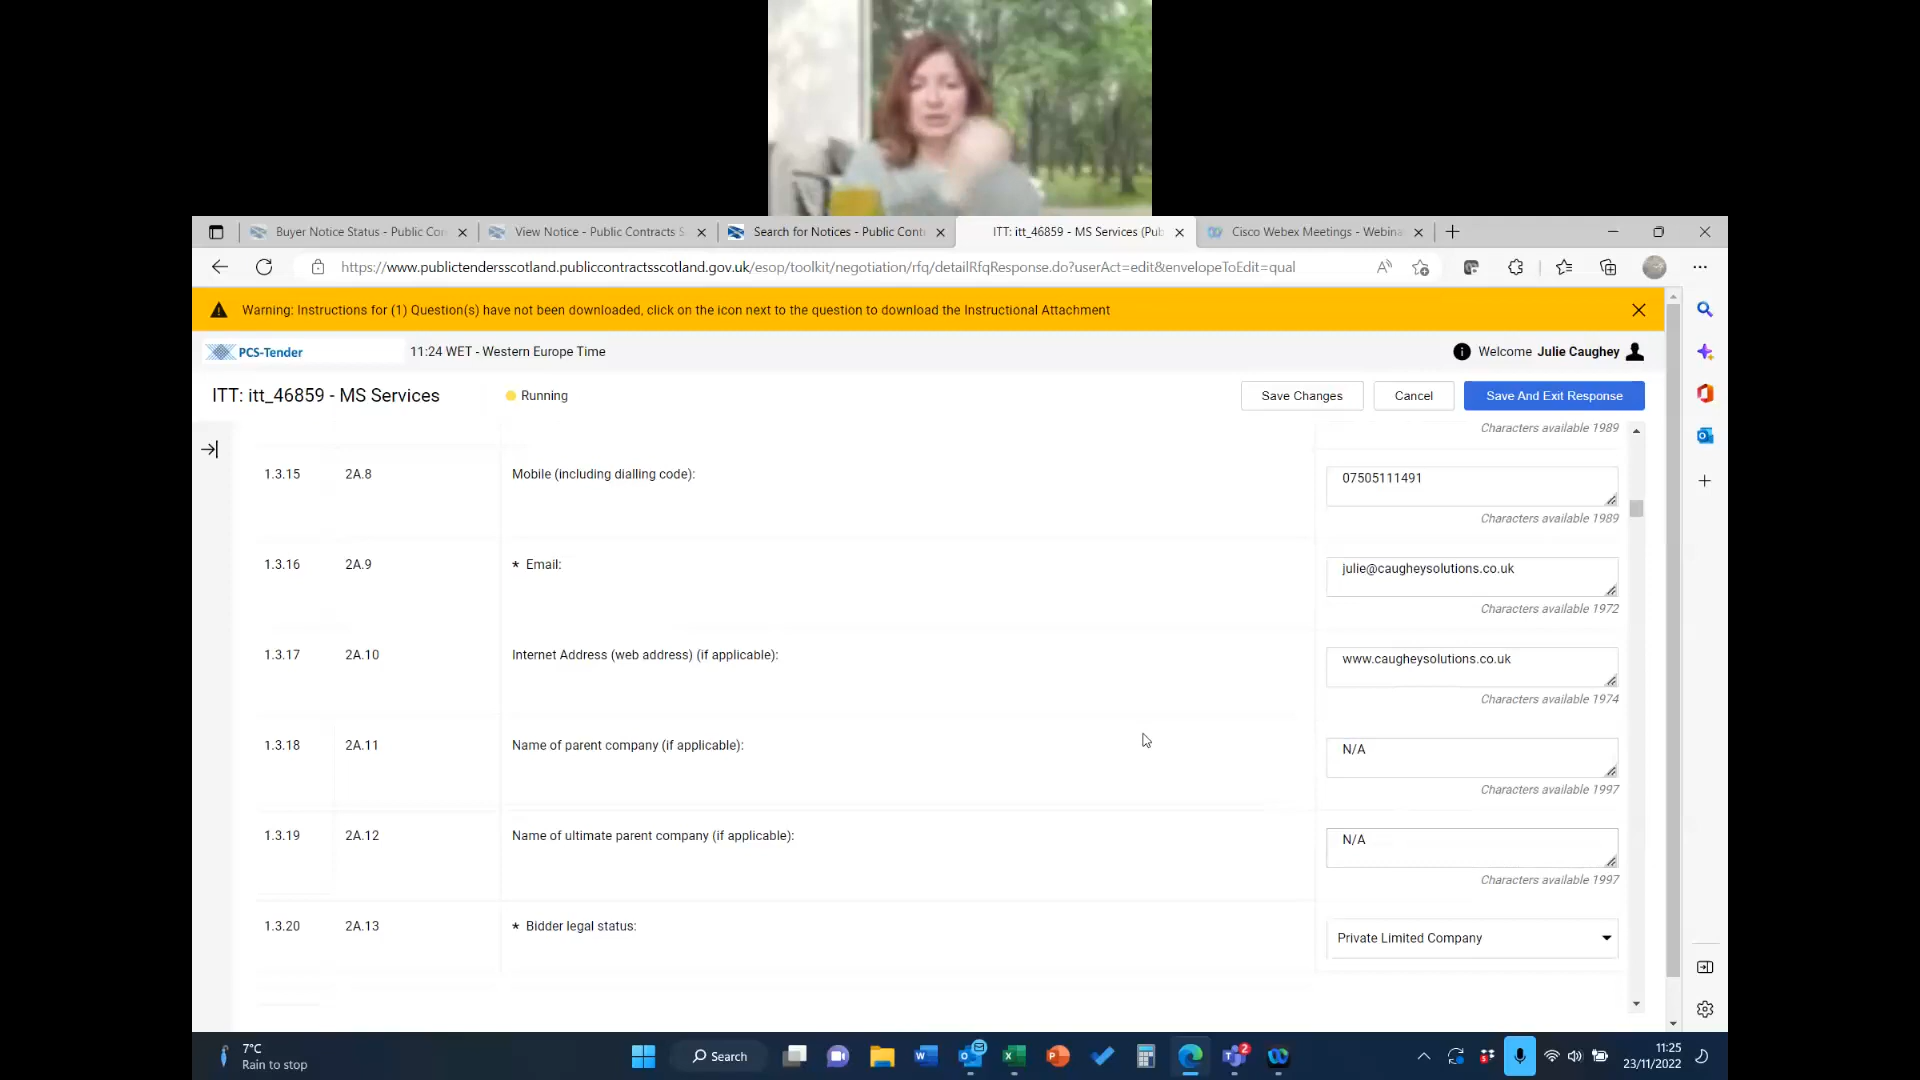 Buyer Notice Status - Public Con
View Notice - Public Contracts S
Search for Notices - Public Cont
ITT: itt_46859 - MS Services (Pub
Cisco Webex Meetings - Webina
https://www.publictendersscotland.publiccontractsscotland.gov.uk/esop/toolkit/negotiation/rfq/detailRfqResponse.do?userAct=edit&envelopeToEdit=qual
Warning: Instructions for (1) Question(s) have not been downloaded, click on the icon next to the question to download the Instructional Attachment
PCS-Tender
11:24 WET - Western Europe Time
Welcome Julie Caughey
ITT: itt_46859 - MS Services
Running
Save Changes
Cancel
Save And Exit Response
Characters available 1989
1.3.15 2A.8 Mobile (including dialling code): 07505111491
Characters available 1989
1.3.16 2A.9 * Email: julie@caugheysolutions.co.uk
Characters available 1972
1.3.17 2A.10 Internet Address (web address) (if applicable): www.caugheysolutions.co.uk
Characters available 1974
1.3.18 2A.11 Name of parent company (if applicable): N/A
Characters available 1997
1.3.19 2A.12 Name of ultimate parent company (if applicable): N/A
Characters available 1997
1.3.20 2A.13 * Bidder legal status: Private Limited Company
7°C
Rain to stop
Search
2
11:25
23/11/2022